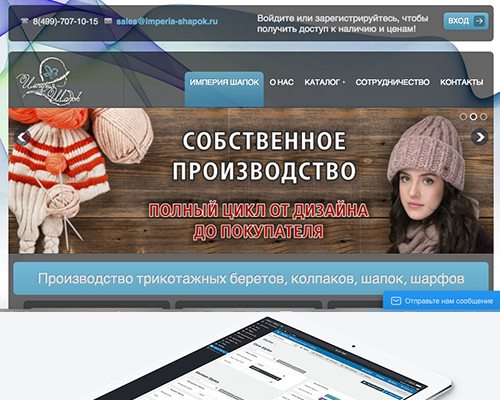 8(499)-707-10-15
sales@imperia-shapok.ru
Войдите или зарегистрируйтесь, чтобы
получить доступ к наличию и ценам!
ВХОД
Империя
Шапок
ИМПЕРИЯ ШАПОК
О НАС
КАТАЛОГ
СОТРУДНИЧЕСТВО
КОНТАКТЫ
СОБСТВЕННОЕ
ПРОИЗВОДСТВО
ПОЛНЫЙ ЦИКЛ ОТ ДИЗАЙНА
ДО ПОКУПАТЕЛЯ
Производство трикотажных беретов, колпаков, шапок, шарфов
Отправьте нам сообщение